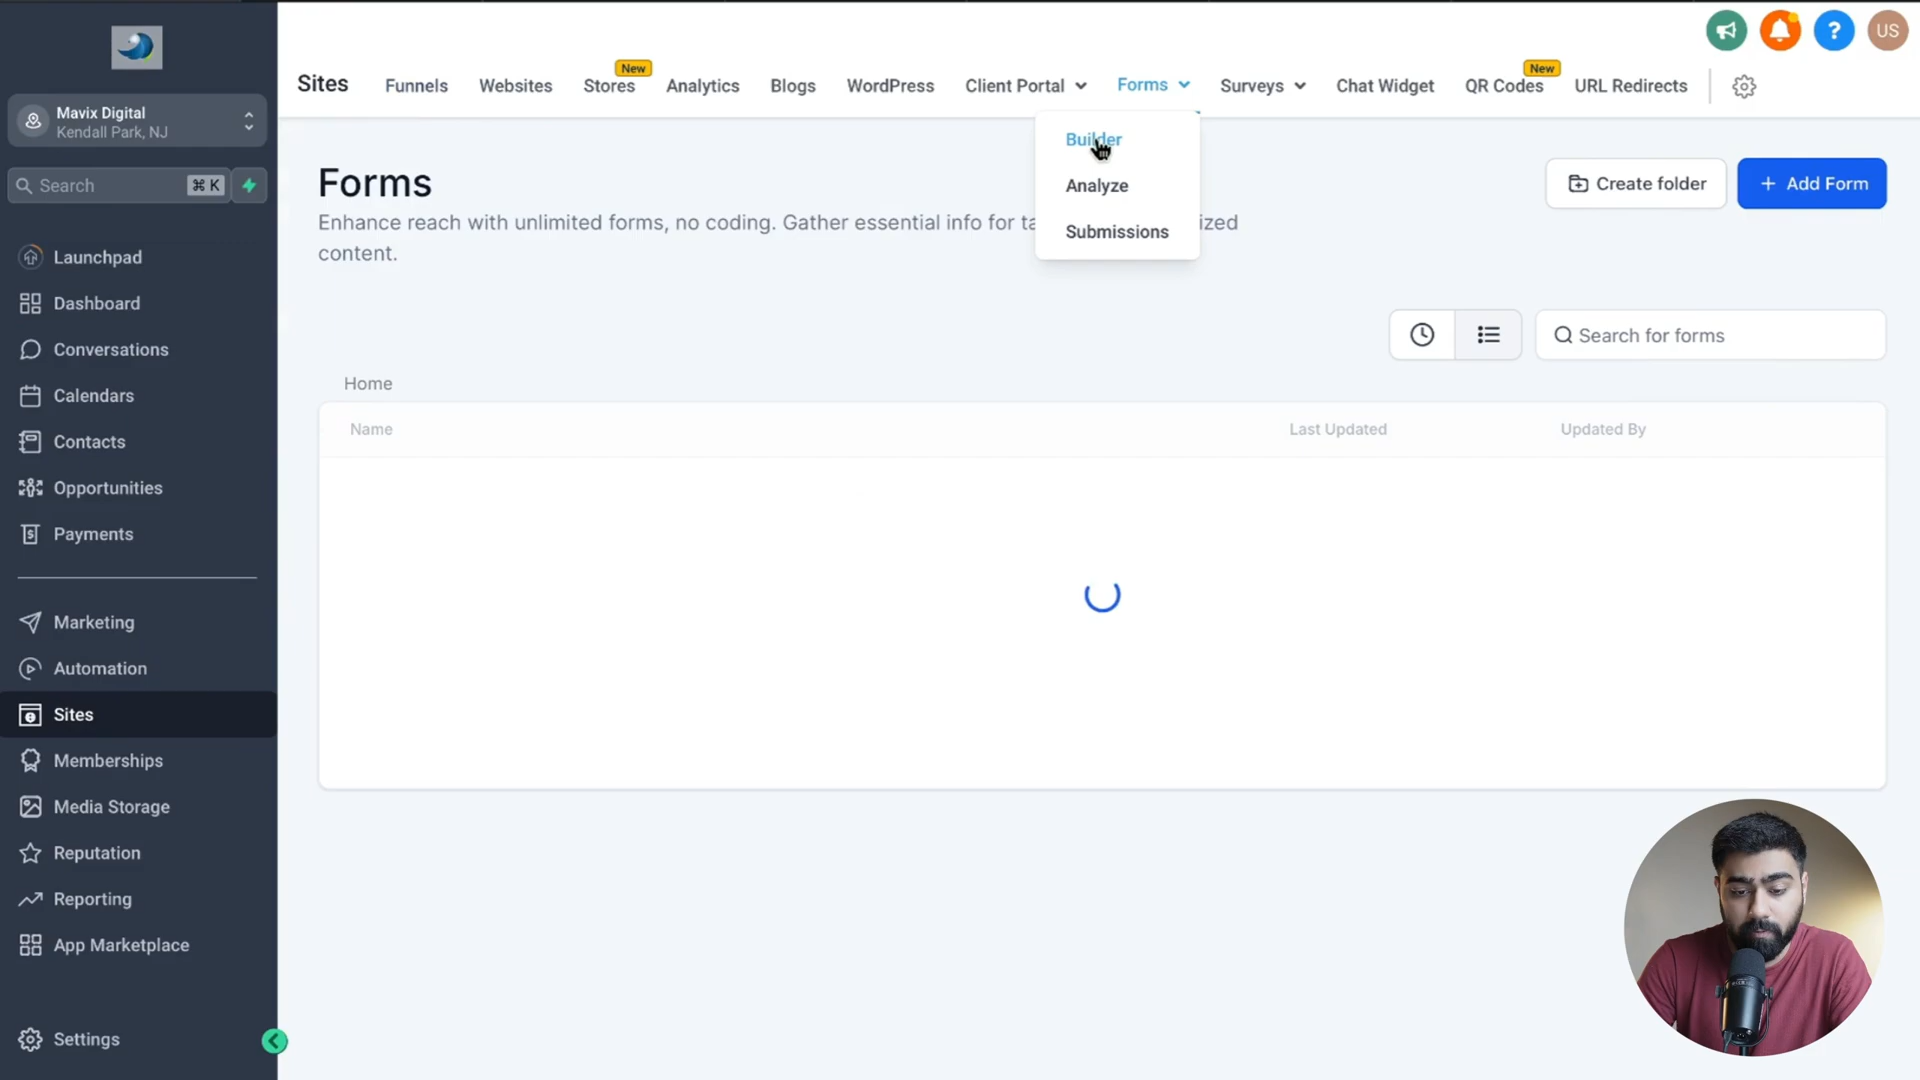 US
Sites
Funnels
Websites
Stores
New
Analytics
Blogs
WordPress
Client Portal
Forms
Surveys
Chat Widget
QR Codes
New
URL Redirects
Mavix Digital
Kendall Park, NJ
Search
⌘ K
Launchpad
Dashboard
Conversations
Calendars
Contacts
Opportunities
Payments
Marketing
Automation
Sites
Memberships
Media Storage
Reputation
Reporting
App Marketplace
Settings
Builder
Analyze
Submissions
Forms
Enhance reach with unlimited forms, no coding. Gather essential info for ta ized
content.
Create folder
+ Add Form
Search for forms
Home
Name
Last Updated
Updated By